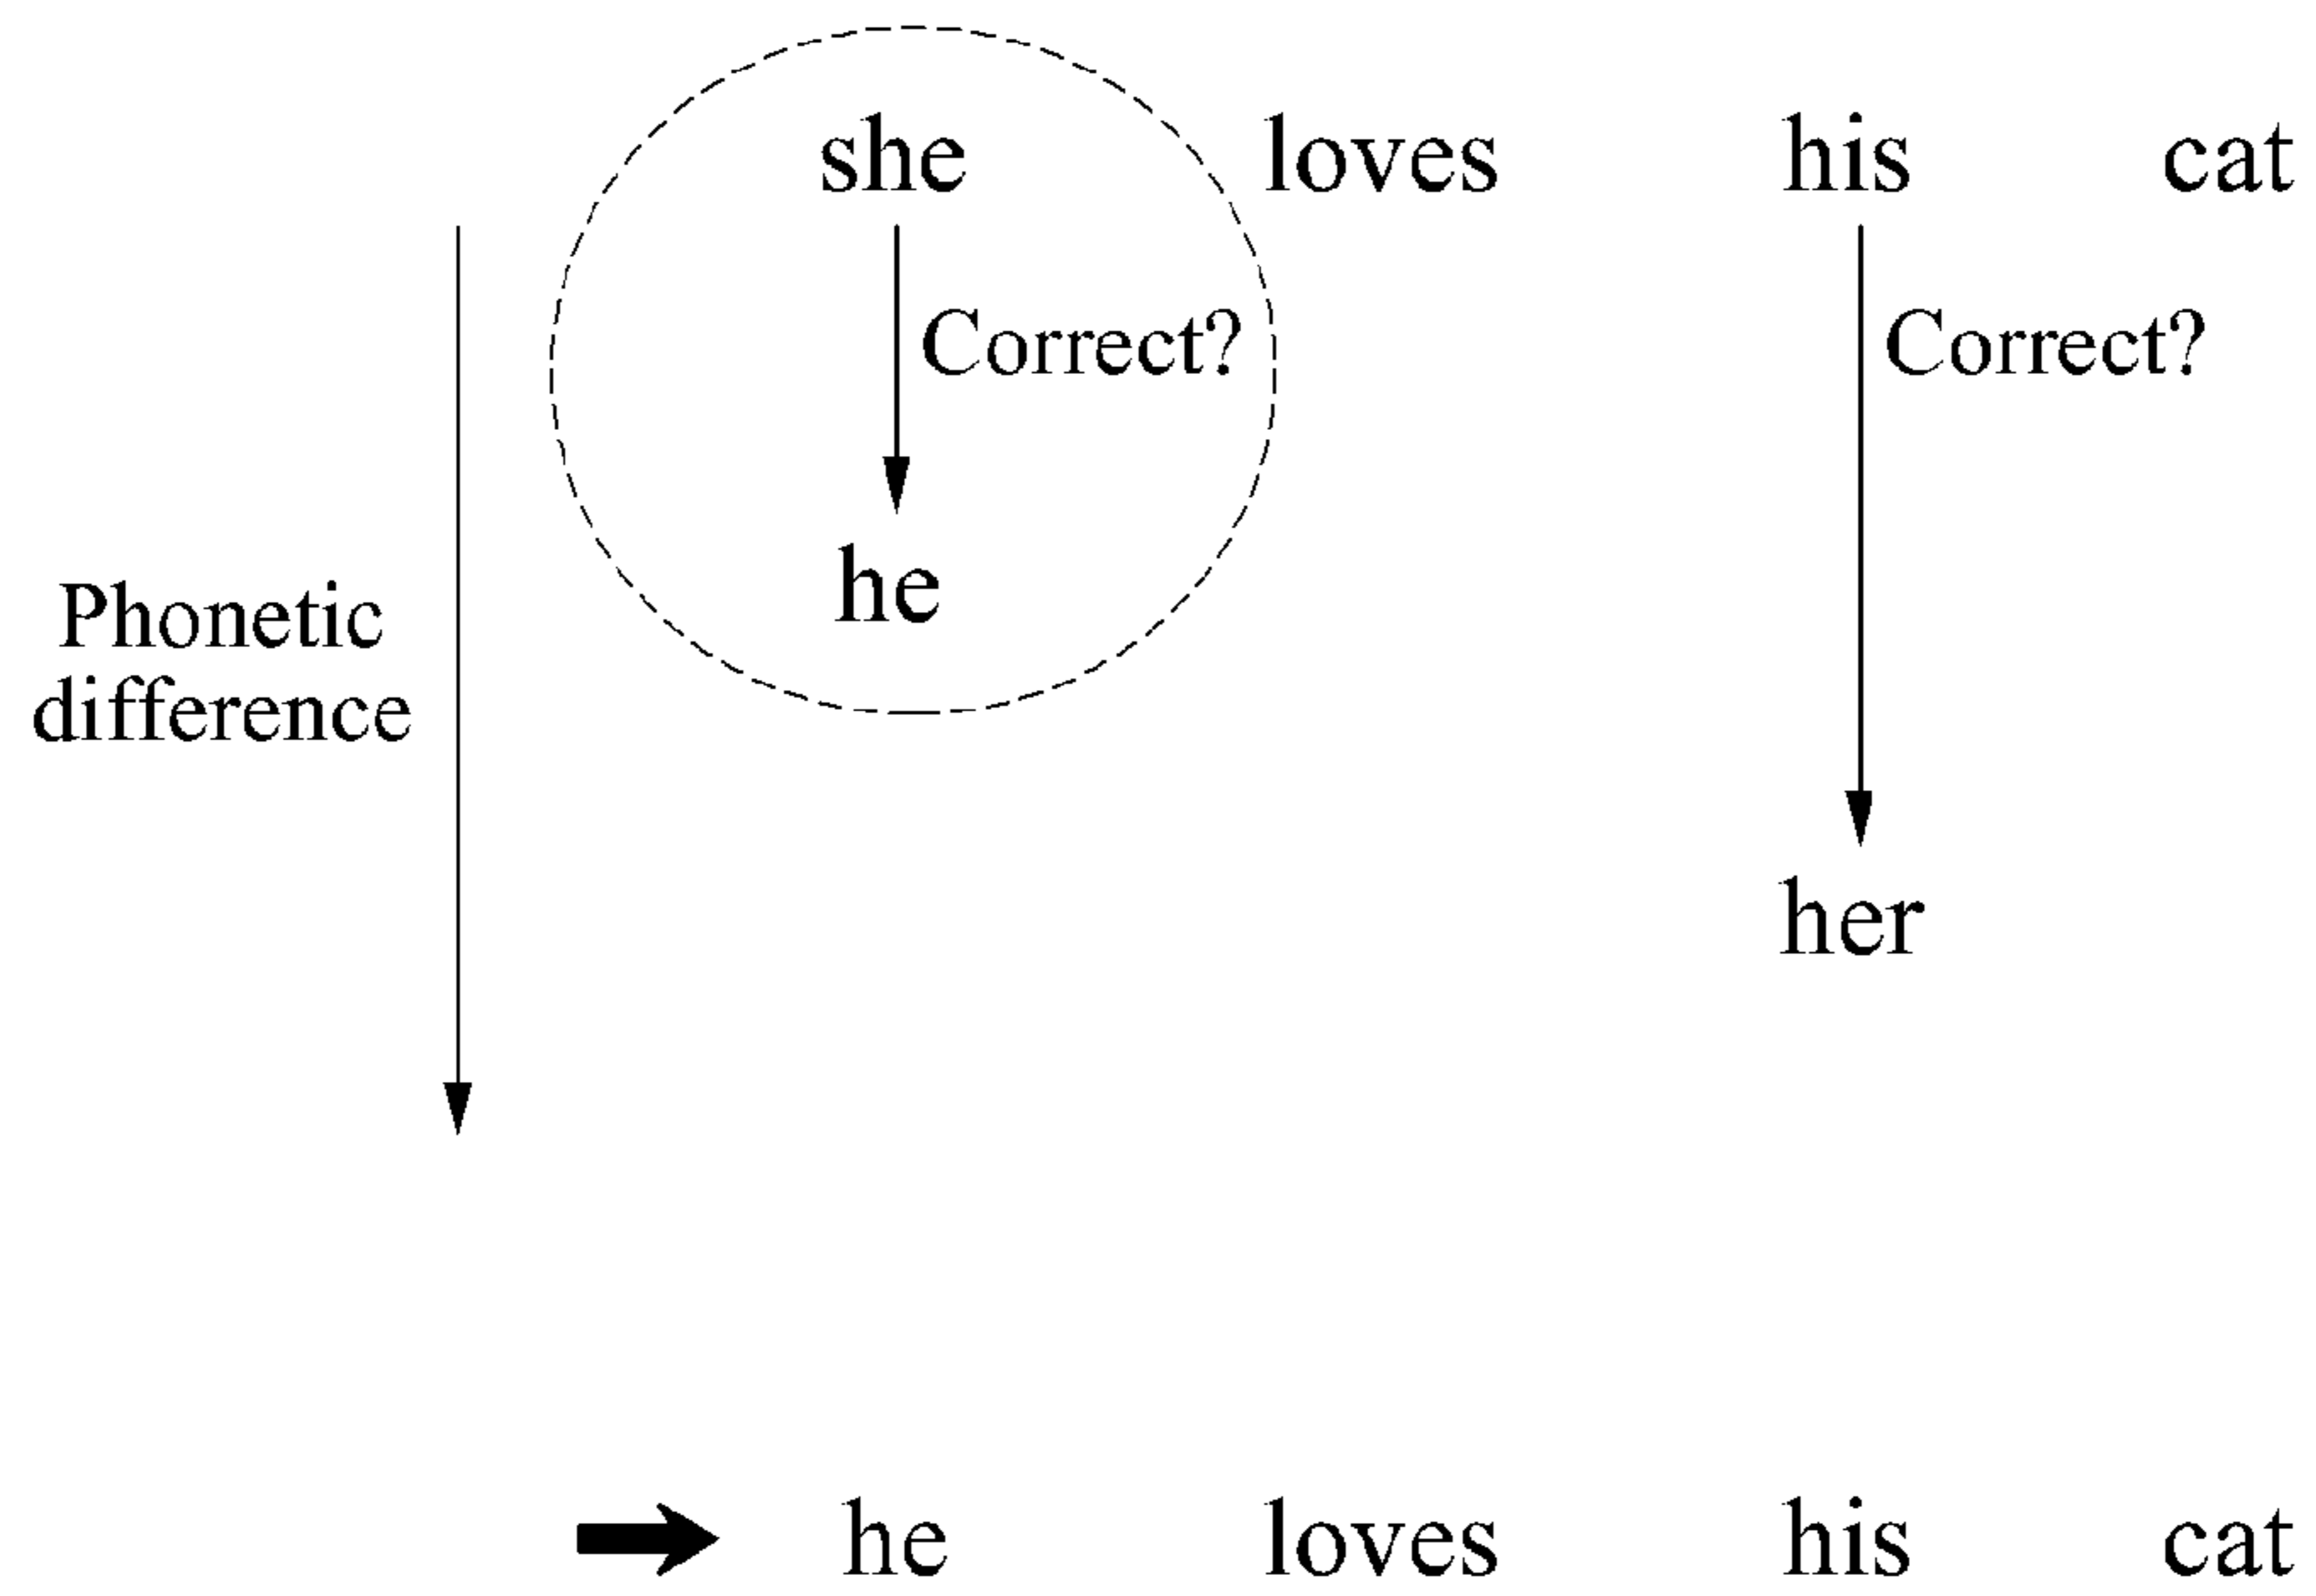 she loves his cat
Correct? Correct?
he
Phonetic
difference
her
he loves his cat